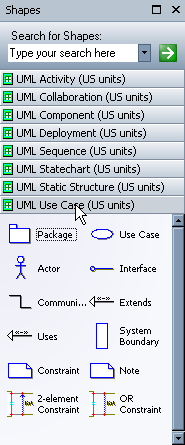 Shapes
Search for Shapes:
Type your search here
UML Activity (US units)
UML Collaboration (US units)
UML Component (US units)
UML Deployment (US units)
UML Sequence (US units)
UML Statechart (US units)
UML Static Structure (US units)
UML Use Case (US units)
Package
Use Case
Actor
Interface
Communi...
Extends
Uses
System
Boundary
Constraint
Note
2-element
Constraint
OR
Constraint